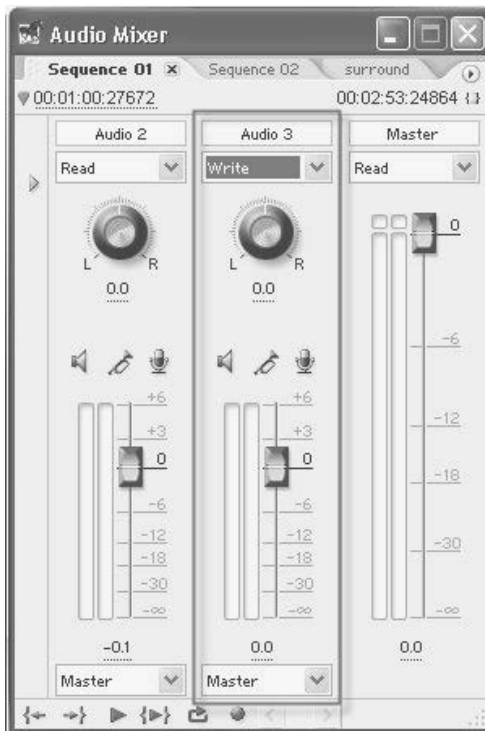 Audio Mixer
Sequence 01 x Sequence 02 surround
00:01:00:27672 00:02:53:24864
Audio 2 Audio 3 Master
Read Write Read
L R L R
0.0 0.0
0
-6
-12
-18
-30
-∞
+6 +6
+3 +3
0 0
-6 -6
-12 -12
-18 -18
-30 -30
-∞ -∞
-0.1 0.0 0.0
Master Master